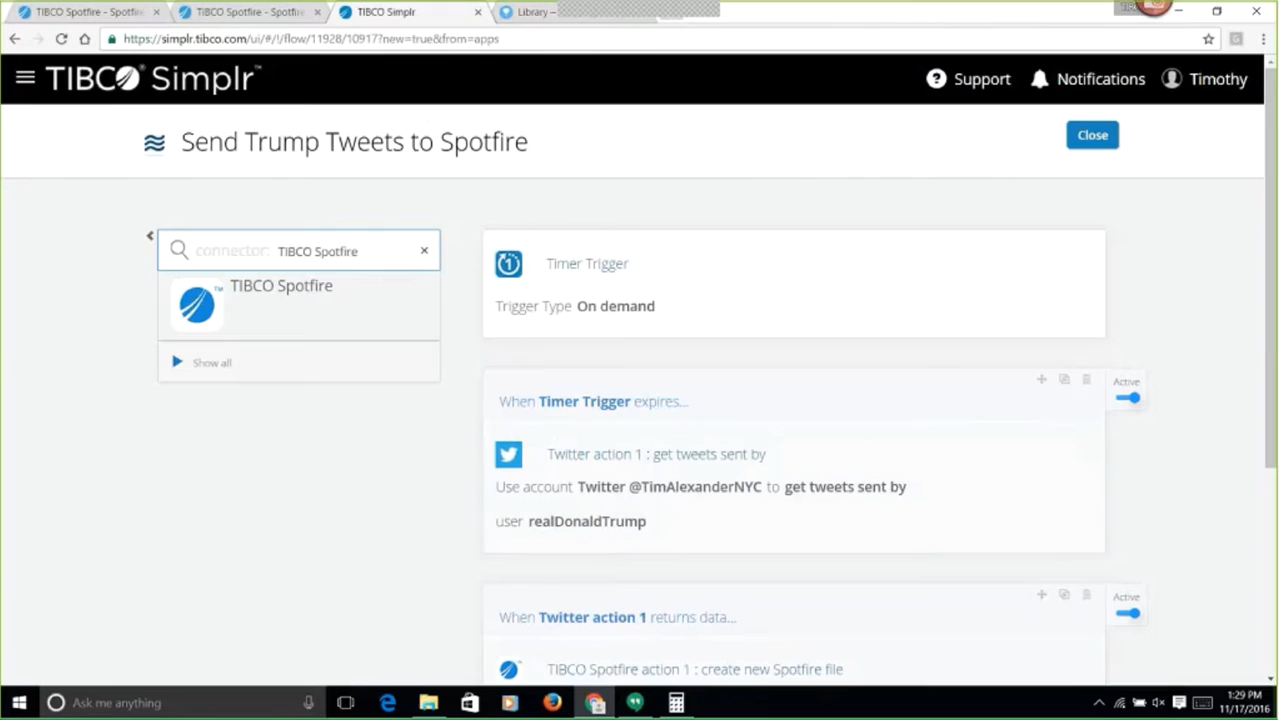 TIBCO Spotfire - Spotfire
TIBCO Spotfire - Spotfire
TIBCO Simplr
Library –
https://simplr.tibco.com/ui/#/!/flow/11928/10917?new=true&from=apps
TIBCO® Simplr™
Support
Notifications
Timothy
Send Trump Tweets to Spotfire
Close
connector: TIBCO Spotfire
TIBCO Spotfire
Show all
Timer Trigger
Trigger Type On demand
When Timer Trigger expires...
Active
Twitter action 1 : get tweets sent by
Use account Twitter @TimAlexanderNYC to get tweets sent by
user realDonaldTrump
When Twitter action 1 returns data...
Active
TIBCO Spotfire action 1 : create new Spotfire file
Ask me anything
1:29 PM
11/17/2016